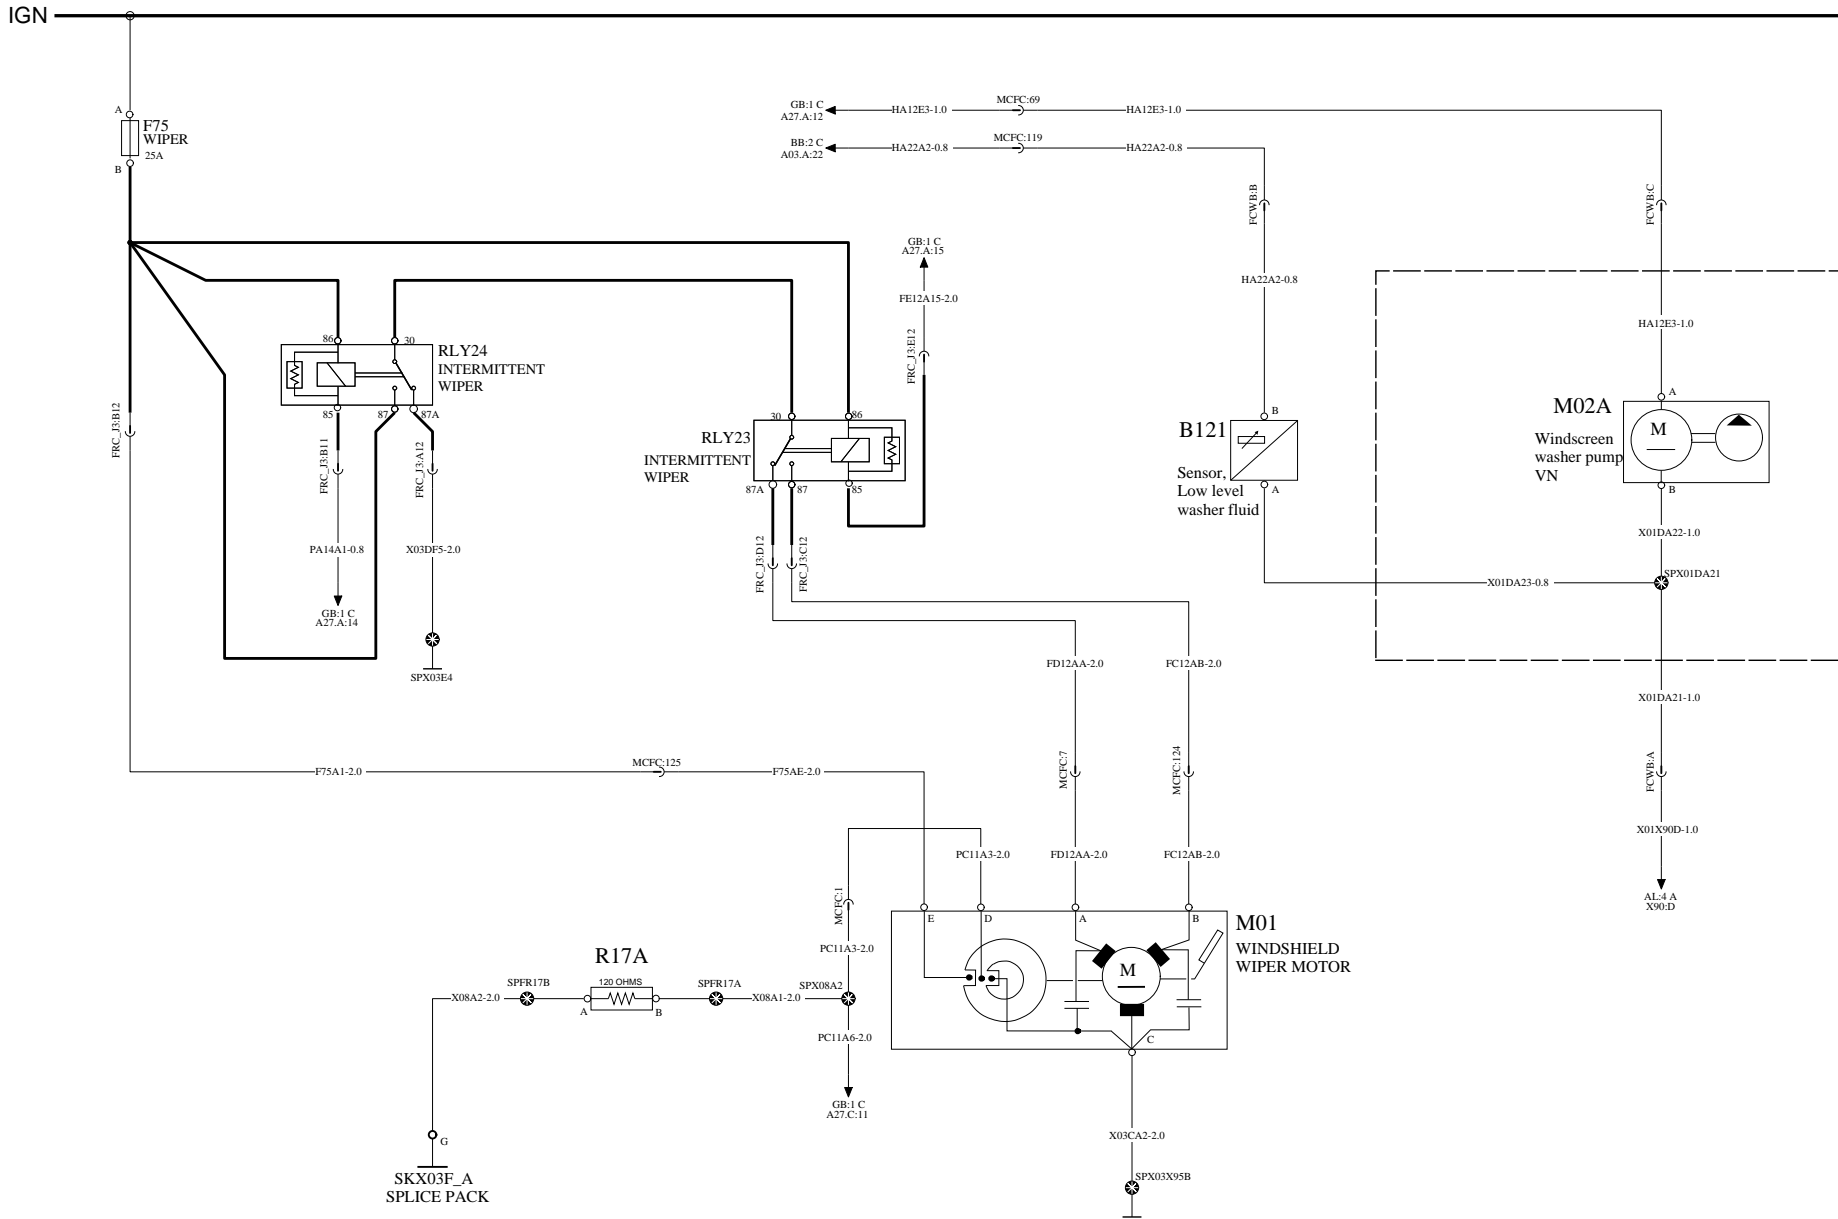 IGN
A
F75
WIPER
25A
B
GB:1 C
A27.A:12
HA12E3-1.0
MCFC:69
HA12E3-1.0
BB:2 C
A03.A:22
HA22A2-0.8
MCFC:119
HA22A2-0.8
FCWB:B
FCWB:C
GB:1 C
A27.A:15
FE12A15-2.0
FRC_J3:E12
HA22A2-0.8
HA12E3-1.0
86
30
RLY24
INTERMITTENT
WIPER
85
87
87A
FRC_J3:B12
FRC_J3:B11
FRC_J3:A12
PA14A1-0.8
X03DF5-2.0
GB:1 C
A27.A:14
SPX03E4
30
86
RLY23
INTERMITTENT
WIPER
87A
87
85
FRC_J3:D12
FRC_J3:C12
B
B121
Sensor,
Low level
washer fluid
A
A
M02A
M
Windscreen
washer pump
VN
B
X01DA22-1.0
X01DA23-0.8
SPX01DA21
FD12AA-2.0
FC12AB-2.0
X01DA21-1.0
F75A1-2.0
MCFC:125
F75AE-2.0
MCFC:7
MCFC:124
FCWB:A
X01X90D-1.0
PC11A3-2.0
FD12AA-2.0
FC12AB-2.0
AL:4 A
X90:D
MCFC:1
E
D
A
B
M01
WINDSHIELD
WIPER MOTOR
M
C
PC11A3-2.0
R17A
120 OHMS
X08A2-2.0
SPFR17B
A
B
SPFR17A
X08A1-2.0
SPX08A2
PC11A6-2.0
GB:1 C
A27.C:11
G
SKX03F_A
SPLICE PACK
X03CA2-2.0
SPX03X95B